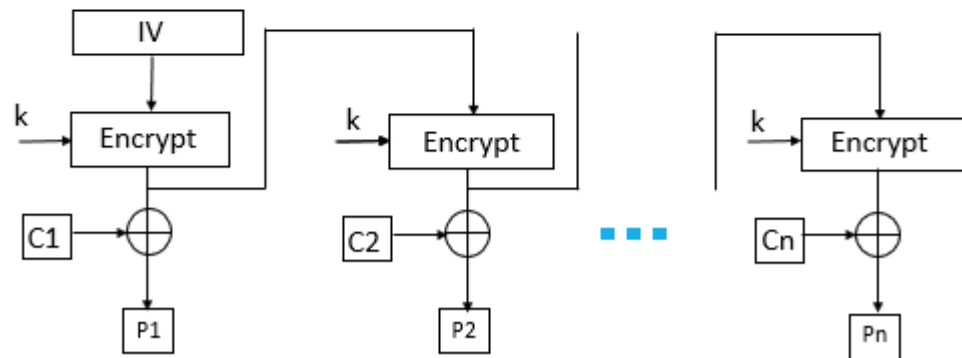 IV
k
Encrypt
k
Encrypt
k
Encrypt
C1
C2
Cn
P1
P2
Pn